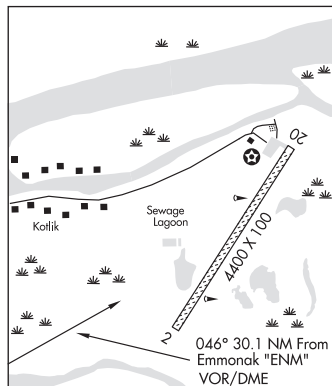 20
Kotlik
Sewage
Lagoon
4400 X 100
2
046° 30.1 NM From
Emmonak "ENM"
VOR/DME